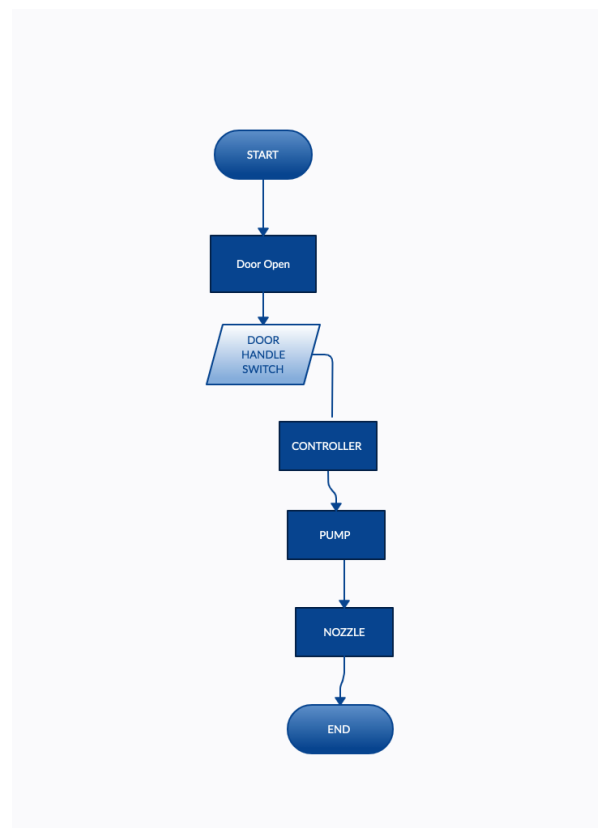 START
Door Open
DOOR
HANDLE
SWITCH
CONTROLLER
PUMP
NOZZLE
END